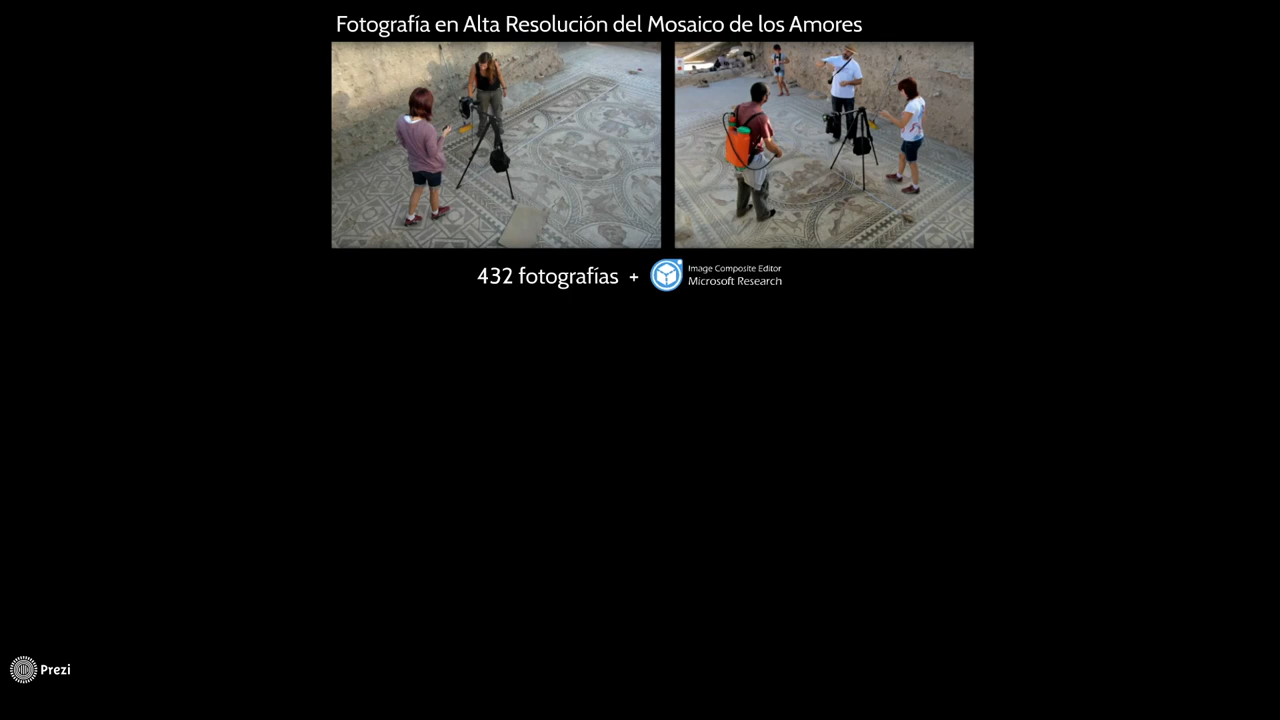 Fotografía en Alta Resolución del Mosaico de los Amores
432 fotografías +
Image Composite Editor
Microsoft Research
Prezi